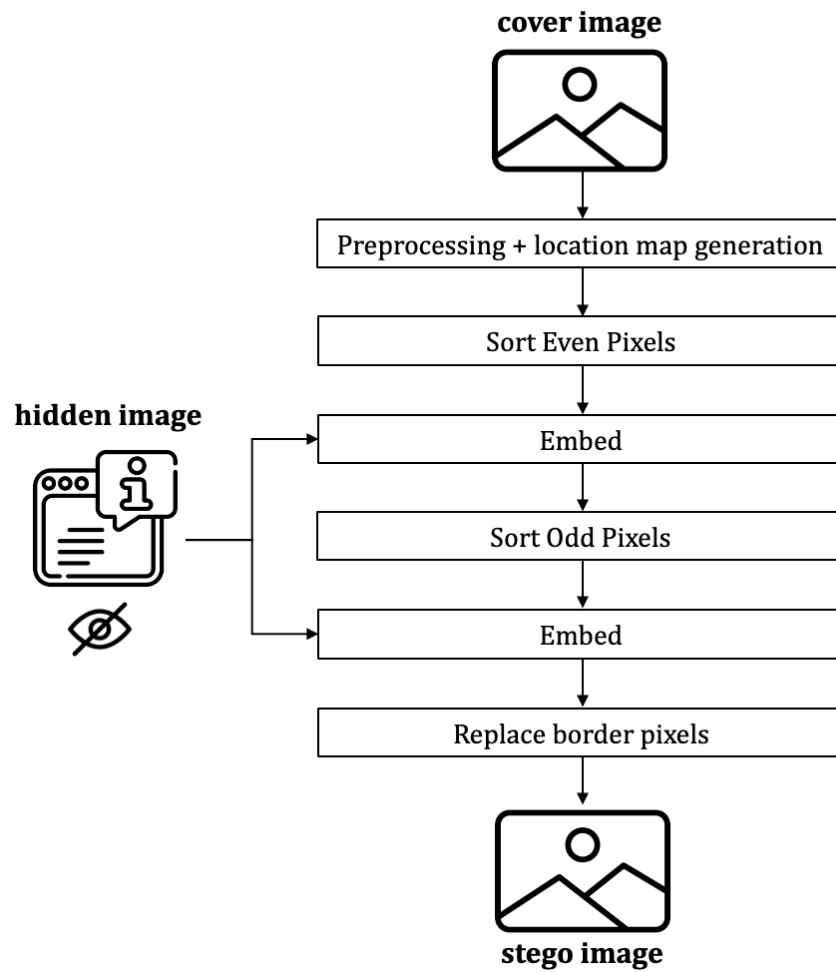 cover image
Preprocessing + location map generation
Sort Even Pixels
hidden image
Embed
Sort Odd Pixels
Embed
Replace border pixels
stego image